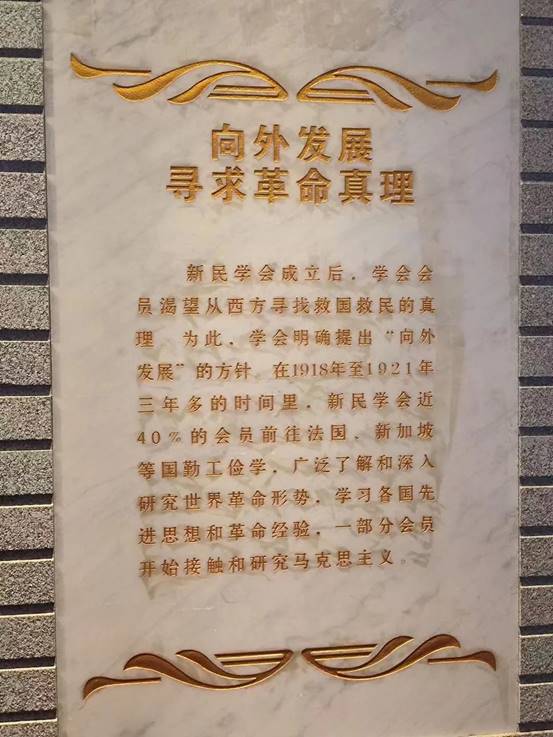 向外发展
寻求革命真理
新民学会成立后，学会会
员渴望从西方寻找救国救民的真
理 为此，学会明确提出“向外
发展”的方针 在1918年至1921年
三年多的时间里，新民学会近
40%的会员前往法国、新加坡
等国勤工俭学，广泛了解和深入
研究世界革命形势，学习各国先
进思想和革命经验，一部分会员
开始接触和研究马克思主义。